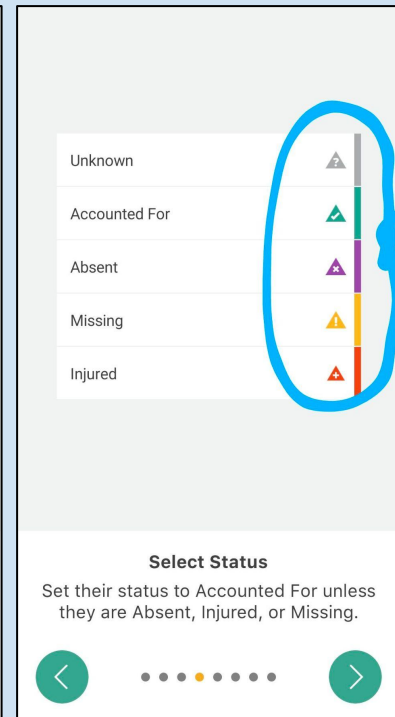 Unknown
Accounted For
Absent
Missing
Injured
Select Status
Set their status to Accounted For unless
they are Absent, Injured, or Missing.